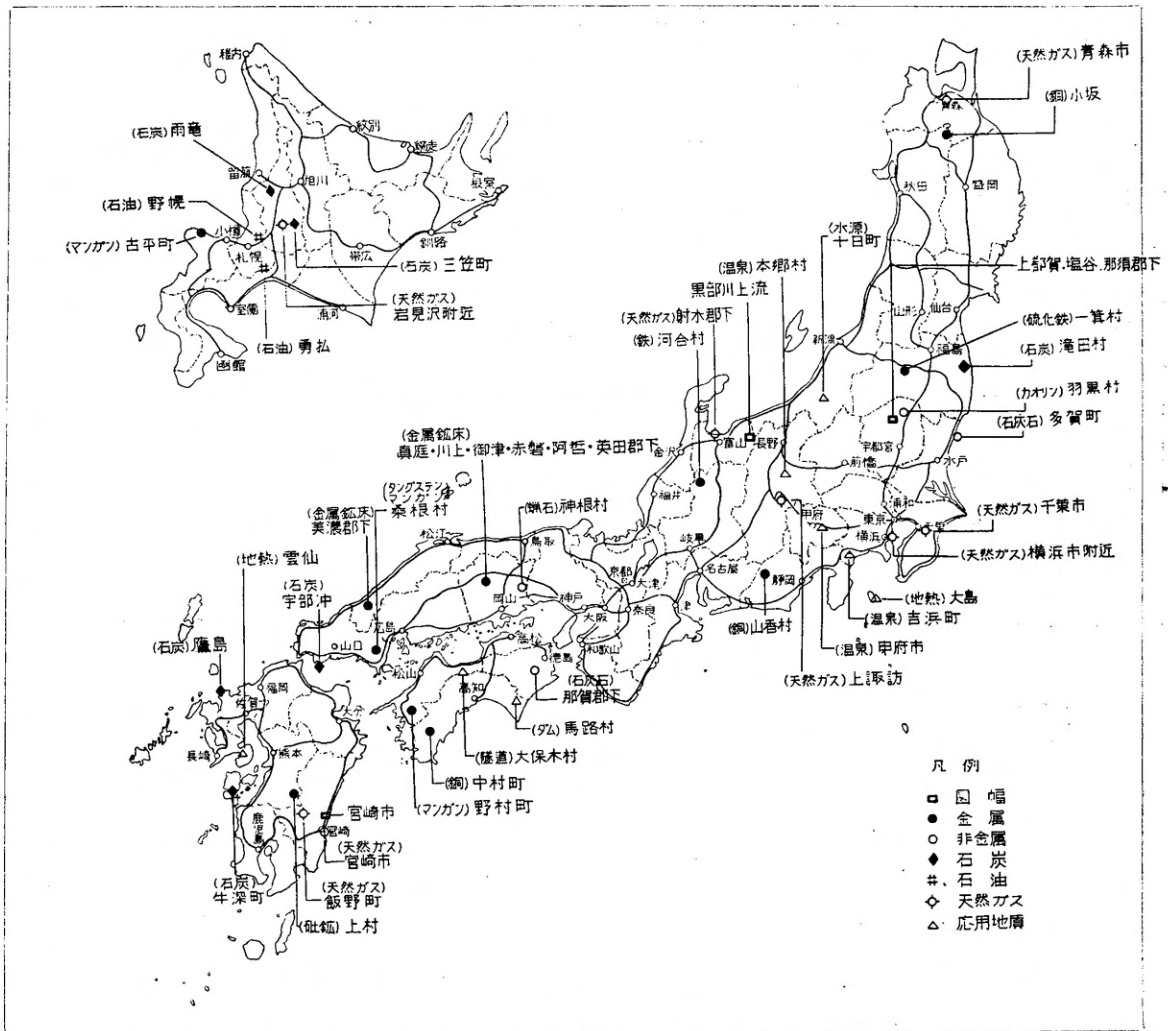 稚内
(石炭)雨竜
紋別
網走
留萌
旭川
根室
(石油)野幌
(マンガン)古平町
小樽
札幌
帯広
釧路
(石炭)三笠町
(天然ガス)
岩見沢附近
室蘭
浦河
(石油)勇払
函館
(天然ガス)青森市
青森
(銅)小坂
秋田
盛岡
(水源)
十日町
上都賀、塩谷、那須郡下
(温泉)本郷村
黒部川上流
(天然ガス)射水郡下
(鉄)河合村
山形
仙台
(硫化鉄)一箕村
新潟
福島
(石炭)滝田村
(カオリン)羽黒村
(石灰石)多賀町
宇都宮
水戸
前橋
金沢
富山
長野
福井
浦和
甲府
東京
千葉
横浜
(天然ガス)千葉市
(天然ガス)横浜市附近
岐阜
名古屋
静岡
(地熱)大島
(温泉)吉浜町
(銅)山香村
(温泉)甲府市
(天然ガス)上諏訪
(金属鉱床)
真庭・川上・御津・赤磐・阿哲・英田郡下
(タングステン
マンガン)
桑根村
(蝋石)神根村
(金属鉱床)
美濃郡下
松江
鳥取
京都
大津
(地熱)雲仙
(石炭)
宇部沖
岡山
神戸
大阪
奈良
津
広島
山口
高松
和歌山
徳島
(石炭)鷹島
松山
高知
(石灰石)
那賀郡下
福岡
佐賀
大分
(ダム)馬路村
長崎
熊本
(隧道)大保木村
(銅)中村町
(マンガン)野村町
宮崎市
鹿児島
宮崎
(天然ガス)
宮崎市
(石炭)
牛深町
(天然ガス)
飯野町
(砒鉱)上村
凡例
図幅
金属
非金属
石炭
石油
天然ガス
応用地質